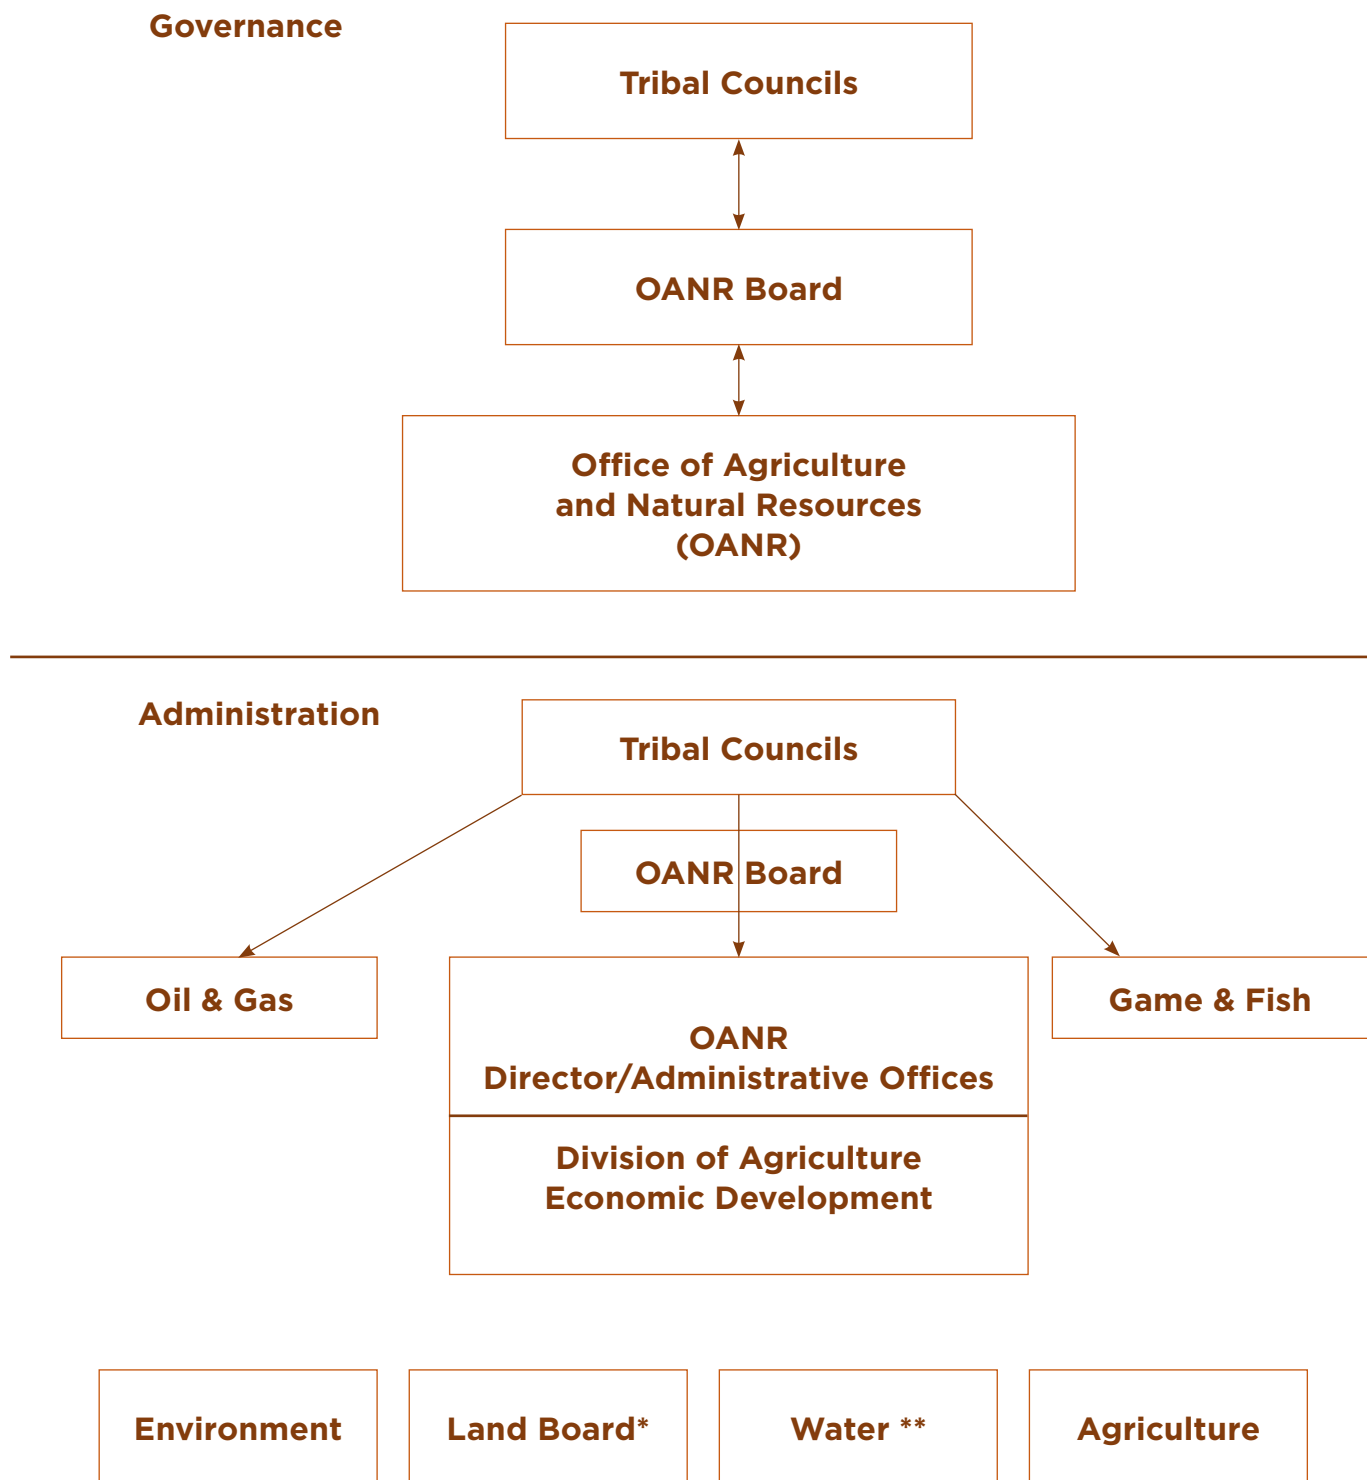 Governance
Tribal Councils
OANR Board
Office of Agriculture
and Natural Resources
(OANR)
Administration
Tribal Councils
OANR Board
Oil & Gas
OANR
Director/Administrative Offices
Game & Fish
Division of Agriculture
Economic Development
Environment
Land Board*
Water **
Agriculture